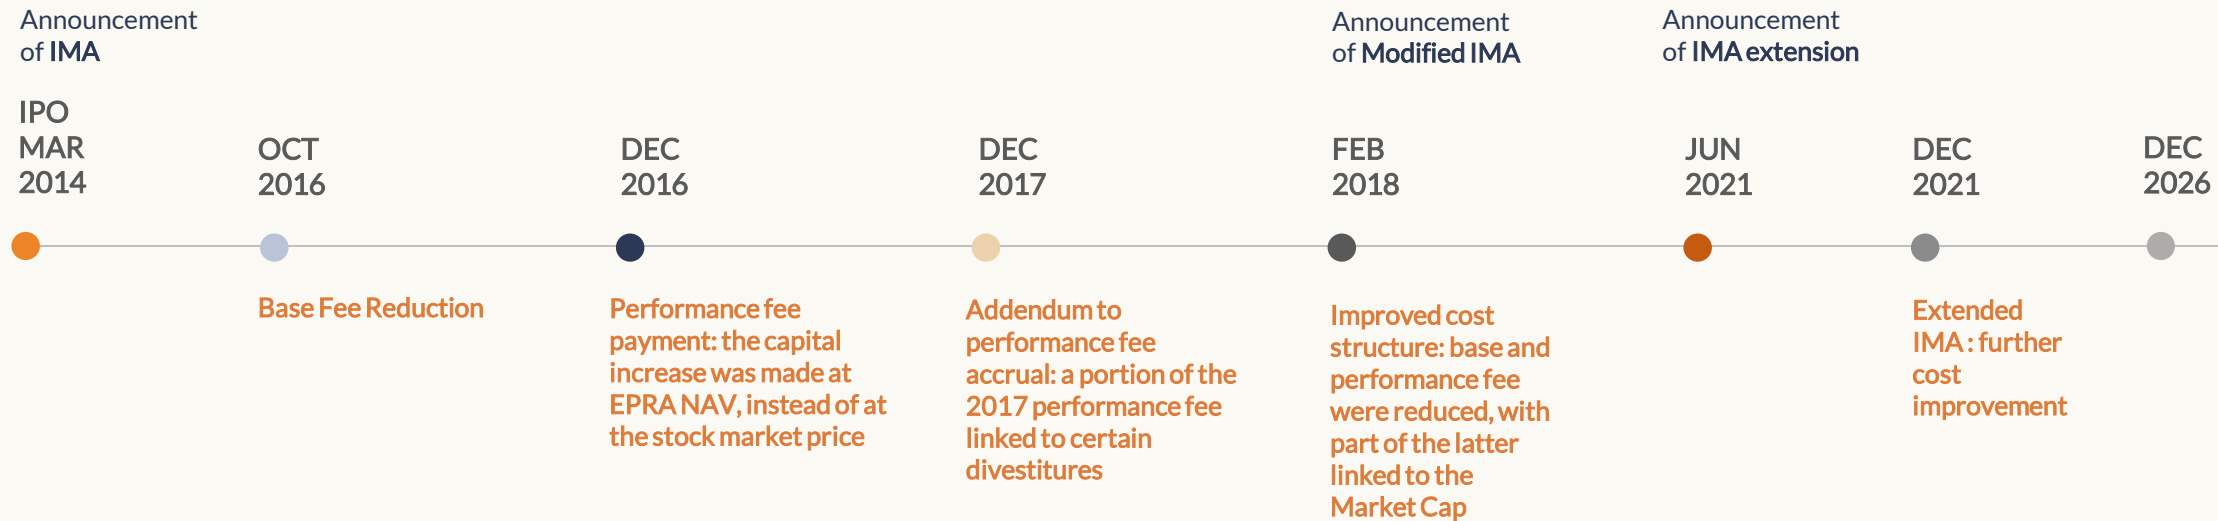 Announcement
of IMA
IPO
MAR
2014
OCT
2016
Base Fee Reduction
DEC
2016
Performance fee
payment: the capital
increase was made at
EPRA NAV, instead of at
the stock market price
DEC
2017
Addendum to
performance fee
accrual: a portion of the
2017 performance fee
linked to certain
divestitures
Announcement
of Modified IMA
FEB
2018
Improved cost
structure: base and
performance fee
were reduced, with
part of the latter
linked to the
Market Cap
Announcement
of IMA extension
JUN
2021
DEC
2021
Extended
IMA : further
cost
improvement
DEC
2026